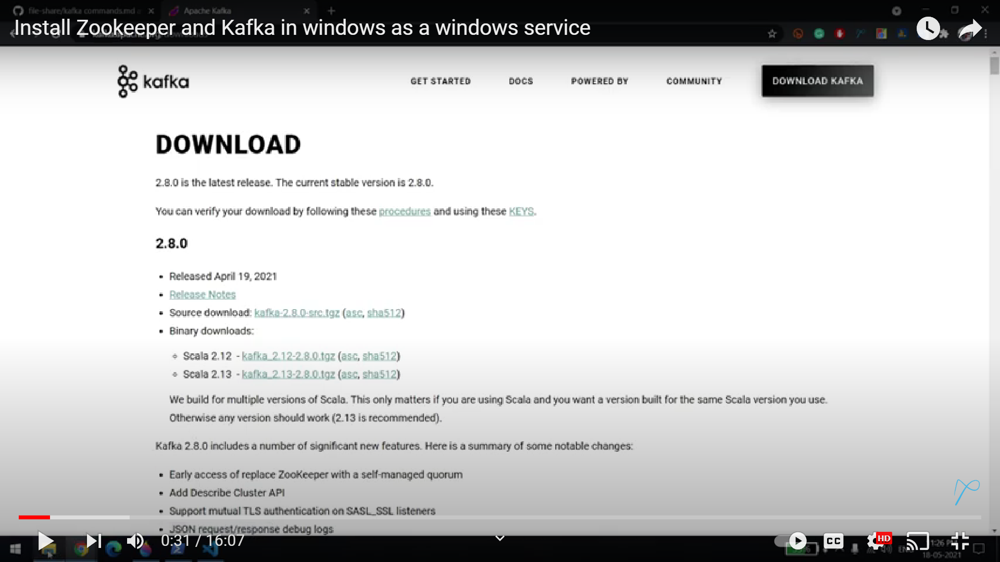 file-share/kafka commands.md
Apache Kafka
Install Zookeeper and Kafka in windows as a windows service
kafka
GET STARTED
DOCS
POWERED BY
COMMUNITY
DOWNLOAD KAFKA
DOWNLOAD
2.8.0 is the latest release. The current stable version is 2.8.0.
You can verify your download by following these procedures and using these KEYS.
2.8.0
Released April 19, 2021
Release Notes
Source download: kafka-2.8.0-src.tgz (asc, sha512)
Binary downloads:
Scala 2.12 - kafka_2.12-2.8.0.tgz (asc, sha512)
Scala 2.13 - kafka_2.13-2.8.0.tgz (asc, sha512)
We build for multiple versions of Scala. This only matters if you are using Scala and you want a version built for the same Scala version you use.
Otherwise any version should work (2.13 is recommended).
Kafka 2.8.0 includes a number of significant new features. Here is a summary of some notable changes:
Early access of replace ZooKeeper with a self-managed quorum
Add Describe Cluster API
Support mutual TLS authentication on SASL_SSL listeners
JSON request/response debug logs
0:31 / 16:07
CC
HD
18-05-2021